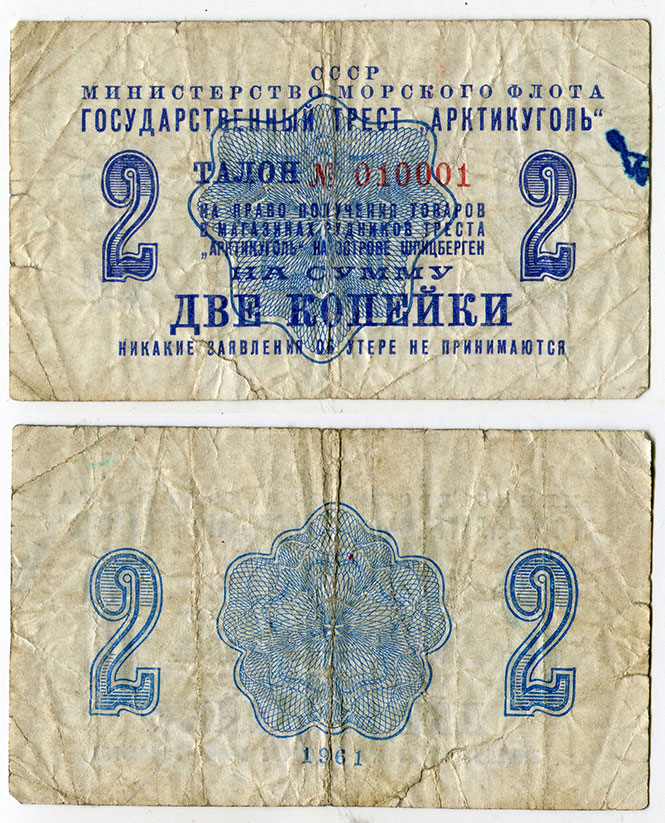 СССР
МИНИСТЕРСТВО МОРСКОГО ФЛОТА
ГОСУДАРСТВЕННЫЙ ТРЕСТ „АРКТИКУГОЛЬ“
2 ТАЛОН № 010001 2
НА ПРАВО ПОЛУЧЕНИЯ ТОВАРОВ
В МАГАЗИНАХ РУДНИКОВ ТРЕСТА
„АРКТИКУГОЛЬ“ НА ОСТРОВЕ ШПИЦБЕРГЕН
НА СУММУ
ДВЕ КОПЕЙКИ
НИКАКИЕ ЗАЯВЛЕНИЯ ОБ УТЕРЕ НЕ ПРИНИМАЮТСЯ
2 2
1961